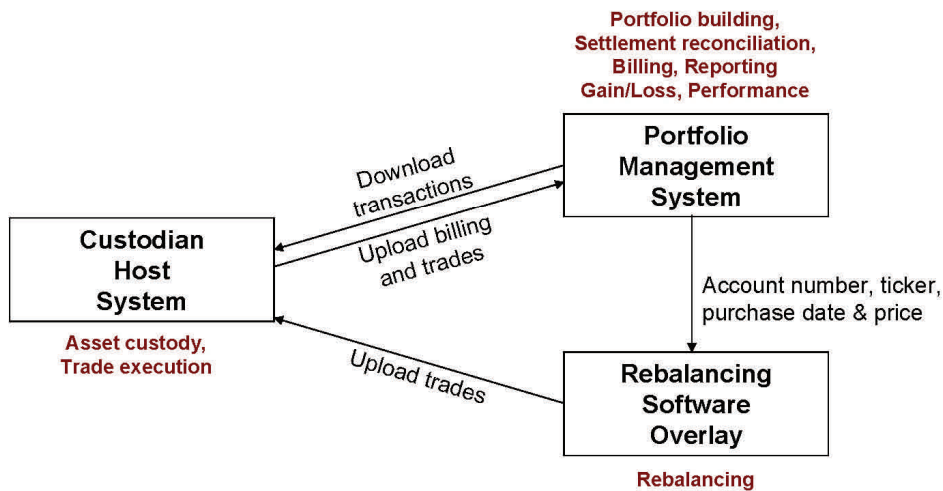 Portfolio building,
Settlement reconciliation,
Billing, Reporting
Gain/Loss, Performance
Portfolio
Management
System
Download
transactions
Upload billing
and trades
Custodian
Host
System
Asset custody,
Trade execution
Account number, ticker,
purchase date & price
Upload trades
Rebalancing
Software
Overlay
Rebalancing